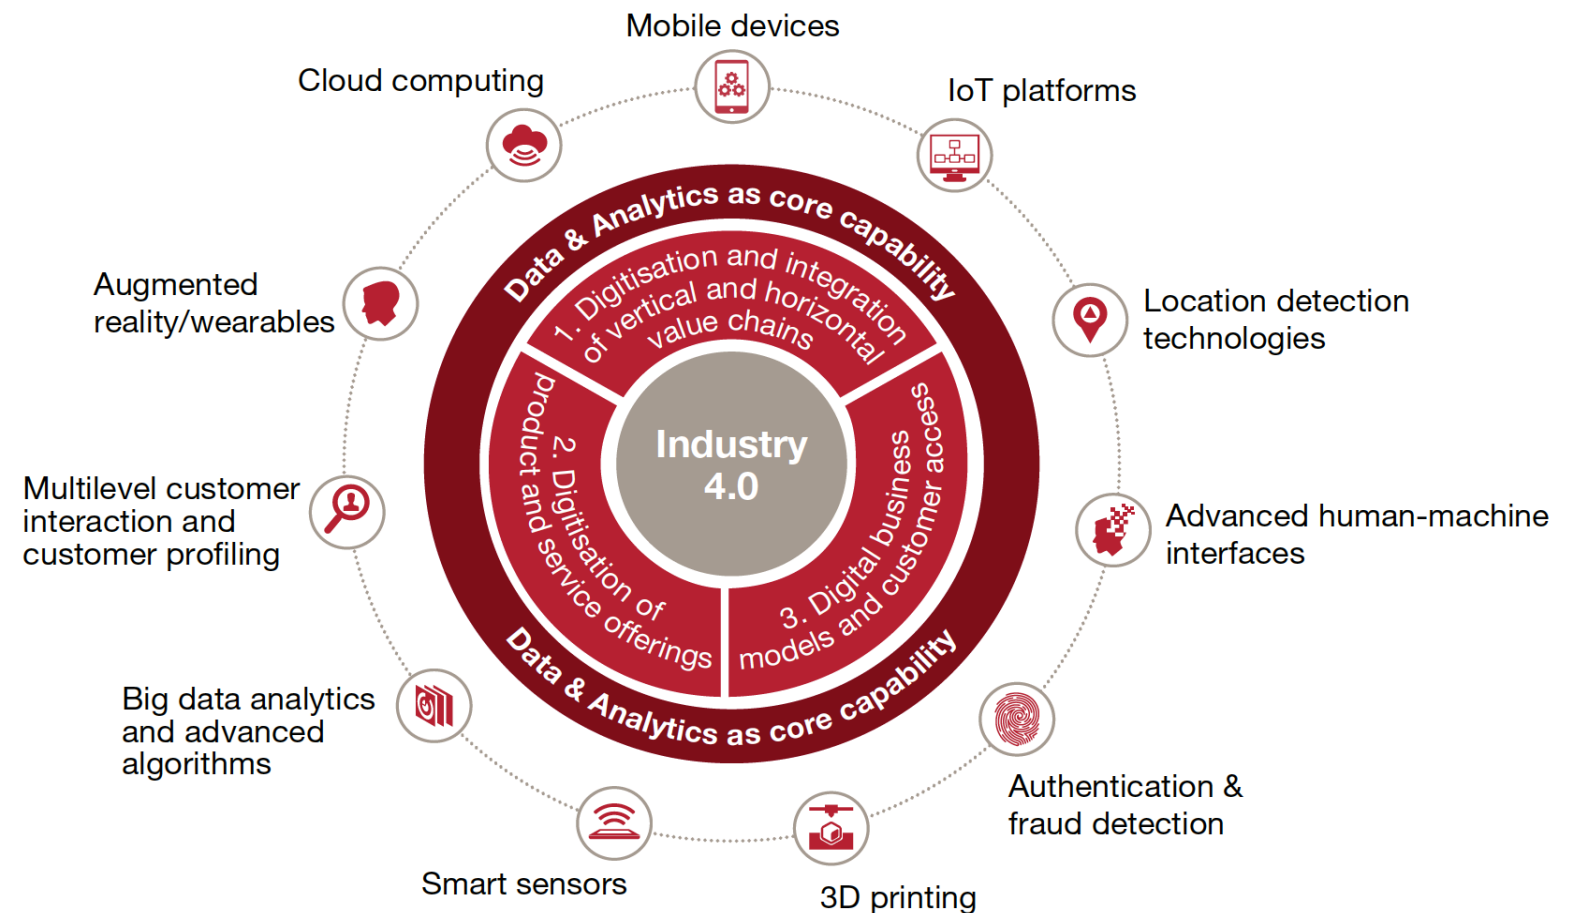 Mobile devices
Cloud computing
IoT platforms
Data & Analytics as core capability
1. Digitisation and integration
of vertical and horizontal
value chains
Augmented
reality/wearables
Location detection
technologies
Industry
4.0
2. Digitisation of
product and service offerings
3. Digital business
models and customer access
Multilevel customer
interaction and
customer profiling
Advanced human-machine
interfaces
Data & Analytics as core capability
Big data analytics
and advanced
algorithms
Authentication &
fraud detection
Smart sensors
3D printing